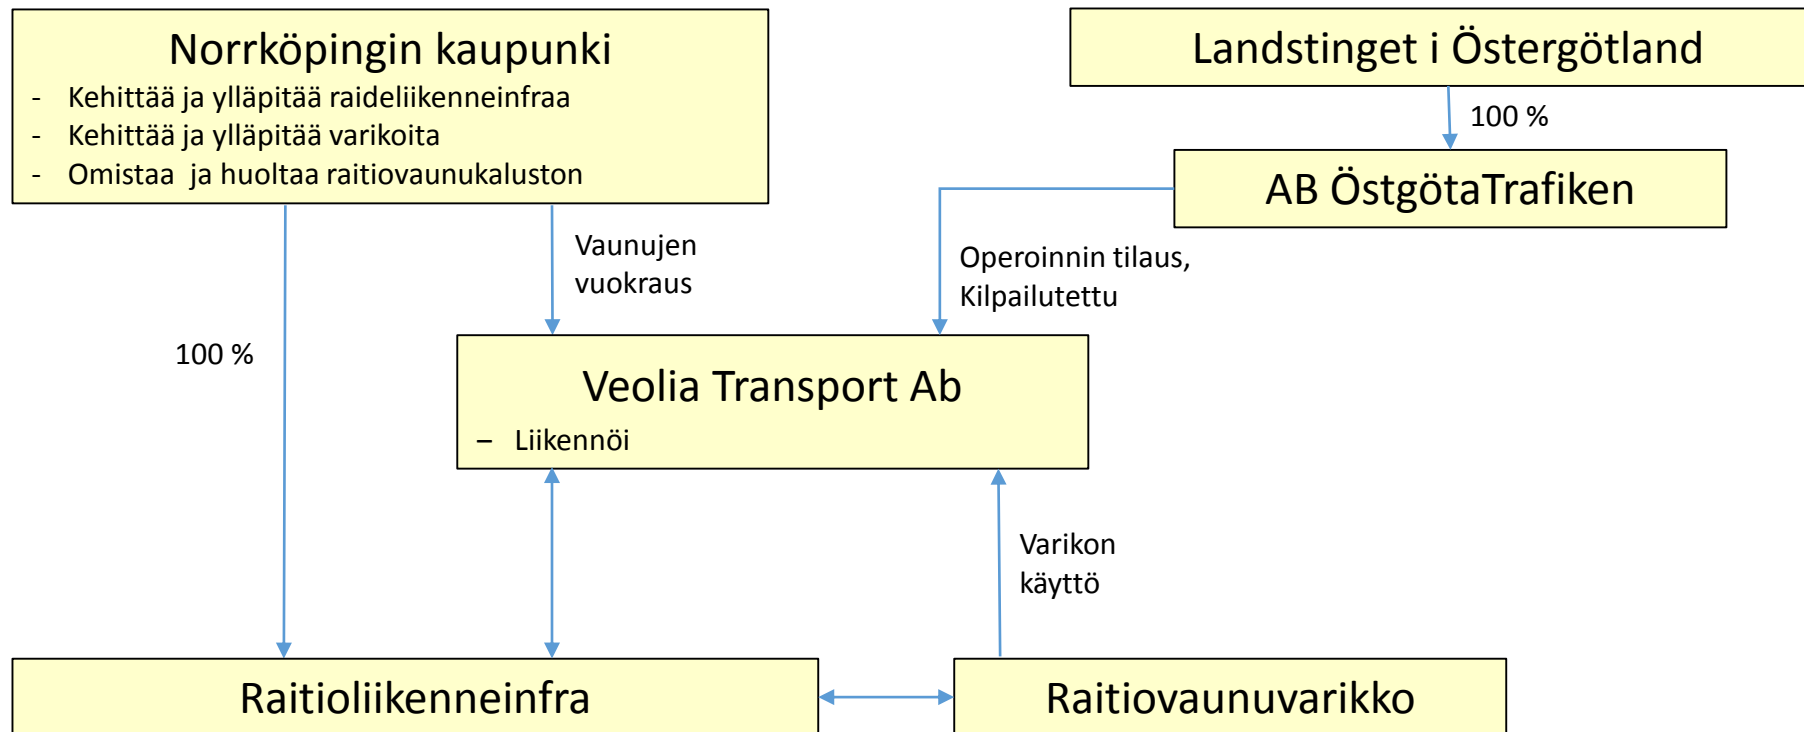 Norrköpingin kaupunki
- Kehittää ja ylläpitää raideliikenneinfraa
- Kehittää ja ylläpitää varikoita
- Omistaa ja huoltaa raitiovaunukaluston
Landstinget i Östergötland
100 %
AB ÖstgötaTrafiken
Vaunujen
vuokraus
Operoinnin tilaus,
Kilpailutettu
100 %
Veolia Transport Ab
– Liikennöi
Varikon
käyttö
Raitioliikenneinfra
Raitiovaunuvarikko